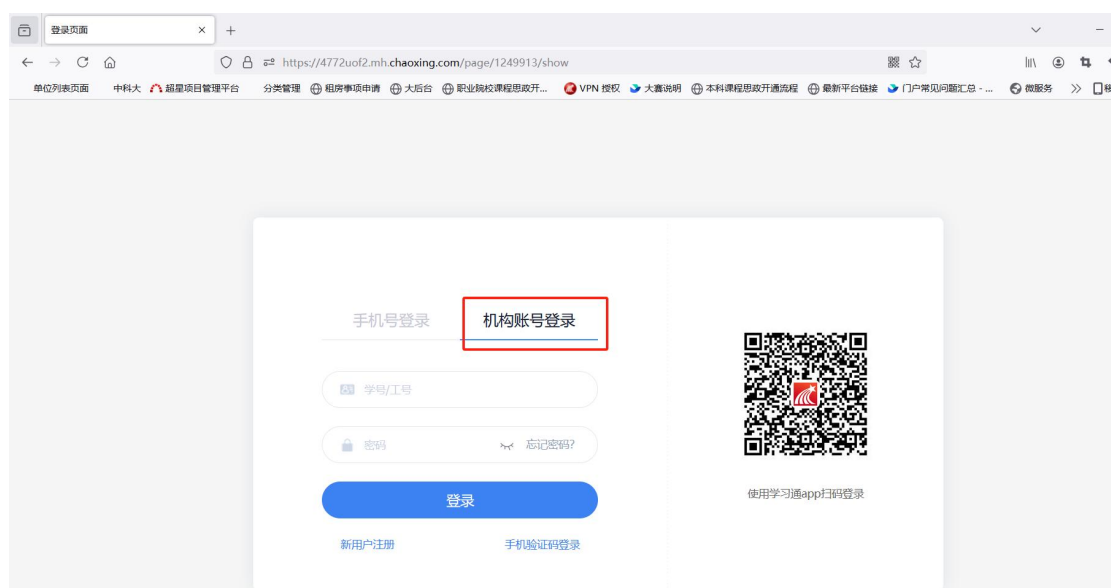 登录页面
https://4772uof2.mh.chaoxing.com/page/1249913/show
单位列表页面 中科大 超星项目管理平台 分类管理 租房事项申请 大后台 职业院校课程思政开... VPN 授权 大赛说明 本科课程思政开通流程 最新平台链接 门户常见问题汇总 - ... 微服务
手机号登录 机构账号登录
学号/工号
密码 忘记密码?
登录
新用户注册 手机验证码登录
使用学习通app扫码登录